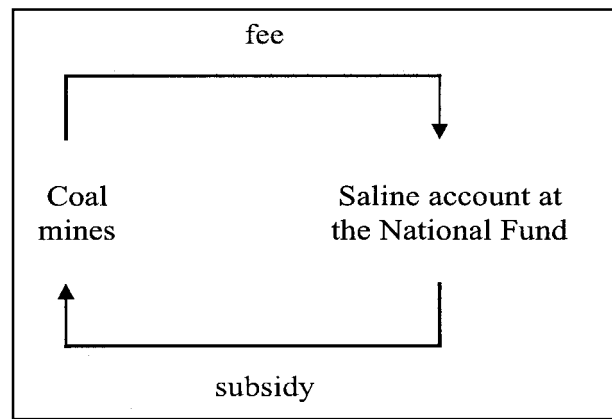 fee
Coal
mines
Saline account at
the National Fund
subsidy